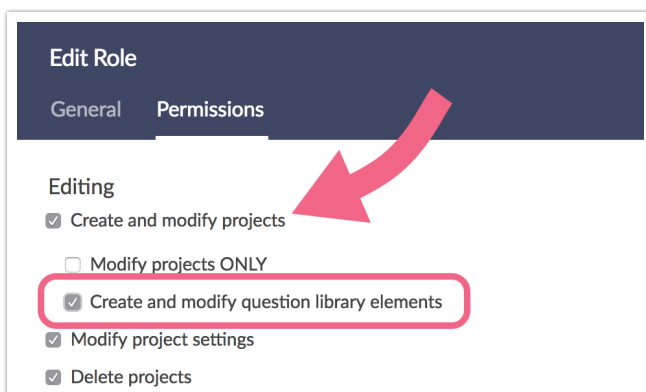 Edit Role
General Permissions
Editing
Create and modify projects
Modify projects ONLY
Create and modify question library elements
Modify project settings
Delete projects